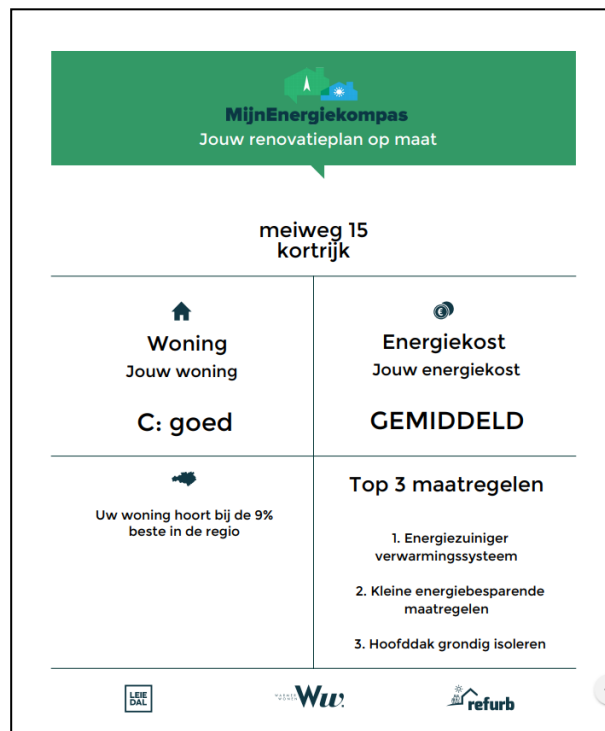 MijnEnergiekompas
Jouw renovatieplan op maat
meiweg 15
kortrijk
Woning
Jouw woning
C: goed
Energiekost
Jouw energiekost
GEMIDDELD
Uw woning hoort bij de 9%
beste in de regio
Top 3 maatregelen
1. Energiezuiniger
verwarmingssysteem
2. Kleine energiebesparende
maatregelen
3. Hoofddak grondig isoleren
LEIE
DAL
WARMER
WONEN
Ww.
refurb